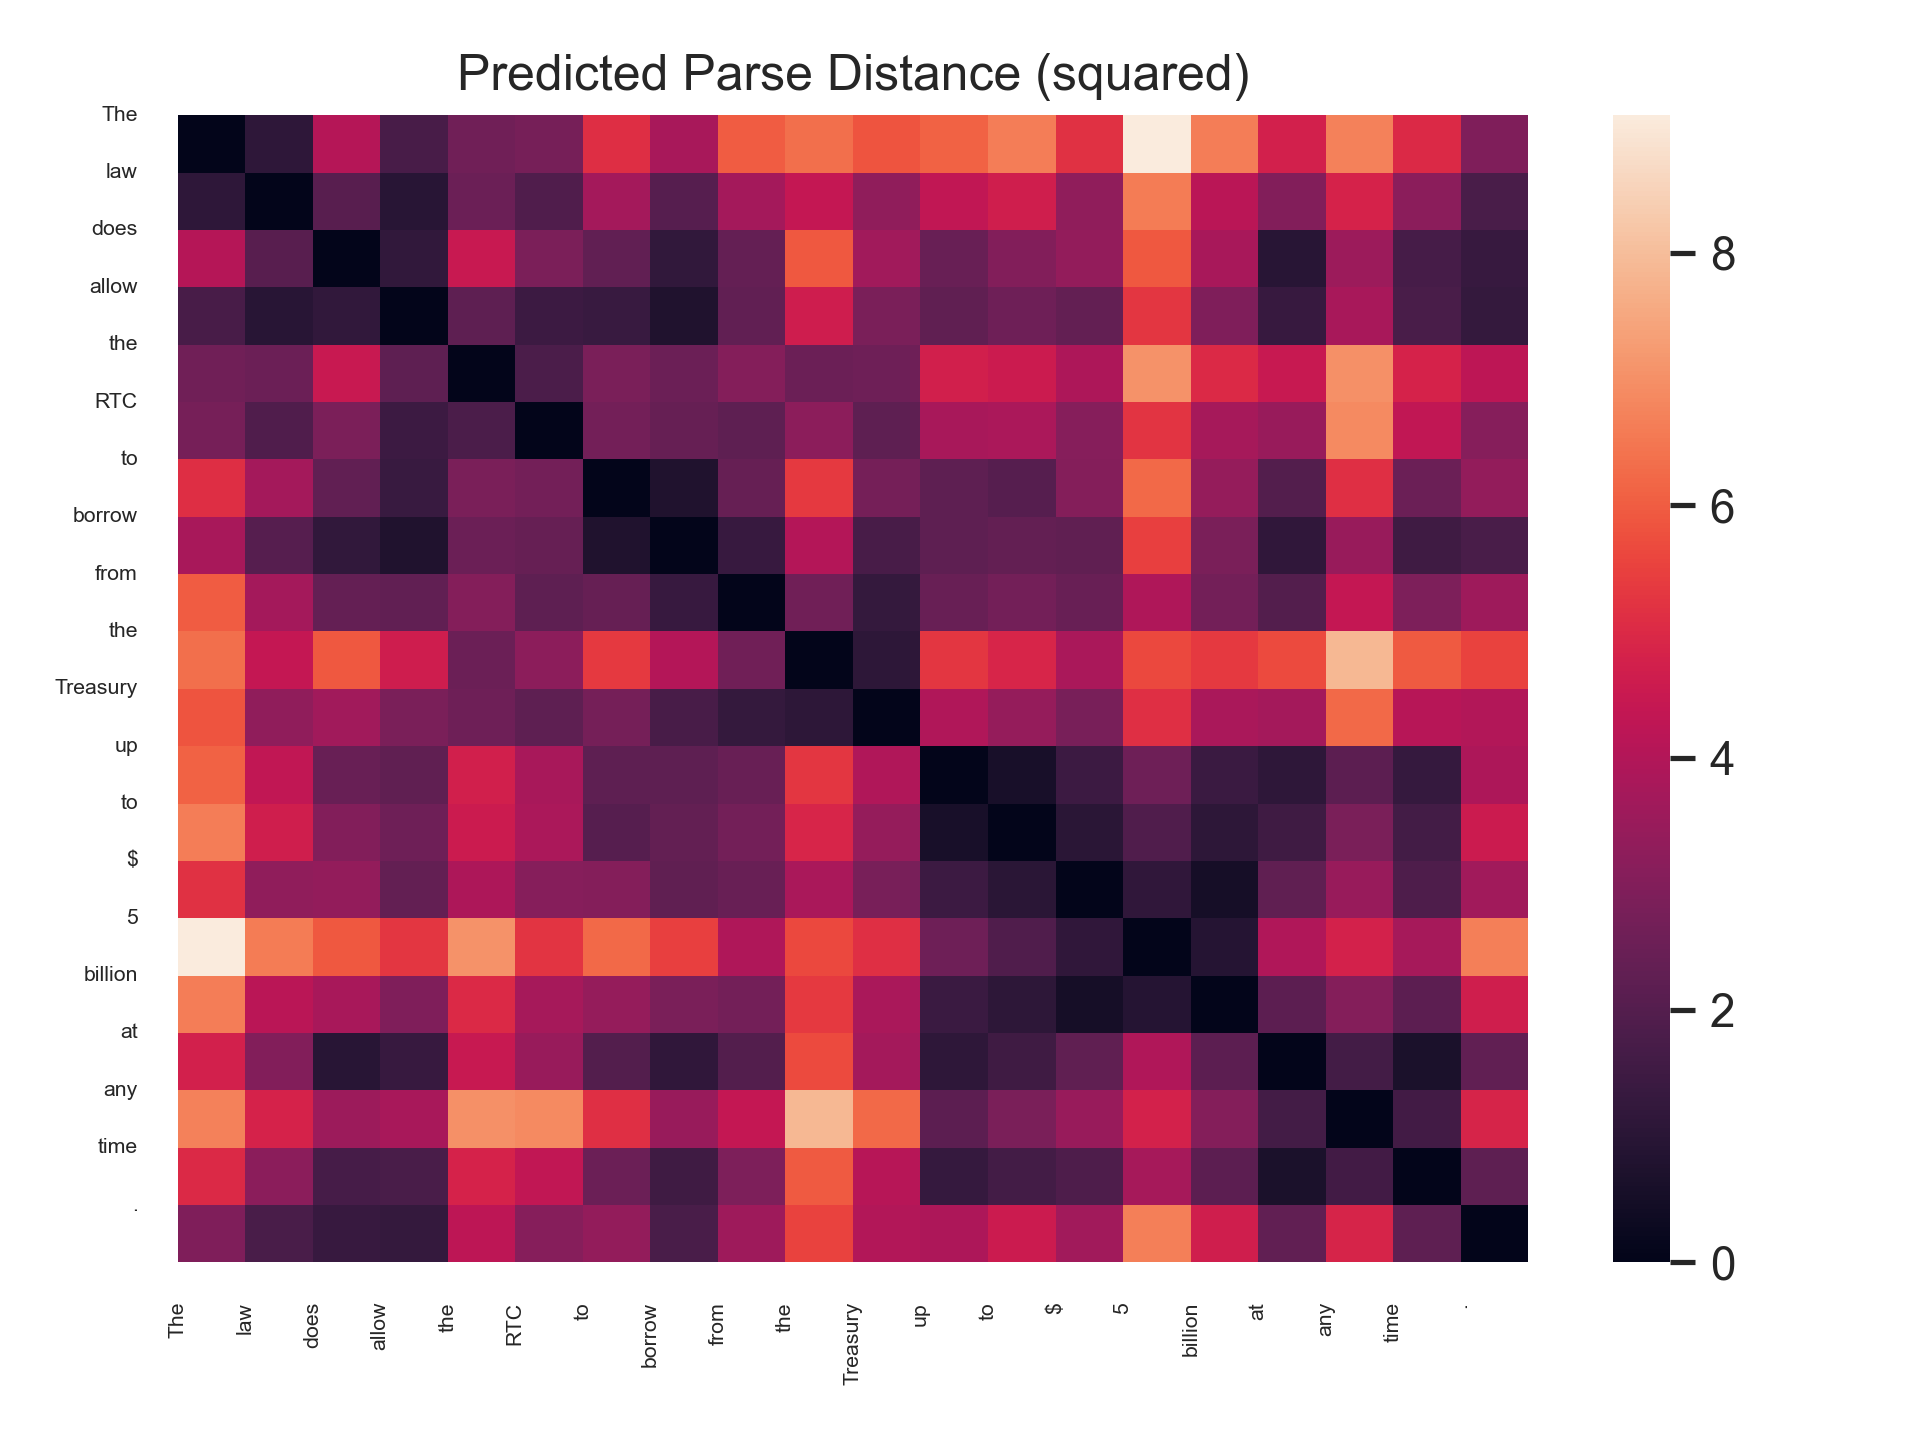 Predicted Parse Distance (squared)
The
law
does
allow
the
RTC
to
borrow
from
the
Treasury
up
to
$
5
billion
at
any
time
.
8
6
4
2
0
The law does allow the RTC to borrow from the Treasury up to $ 5 billion at any time .